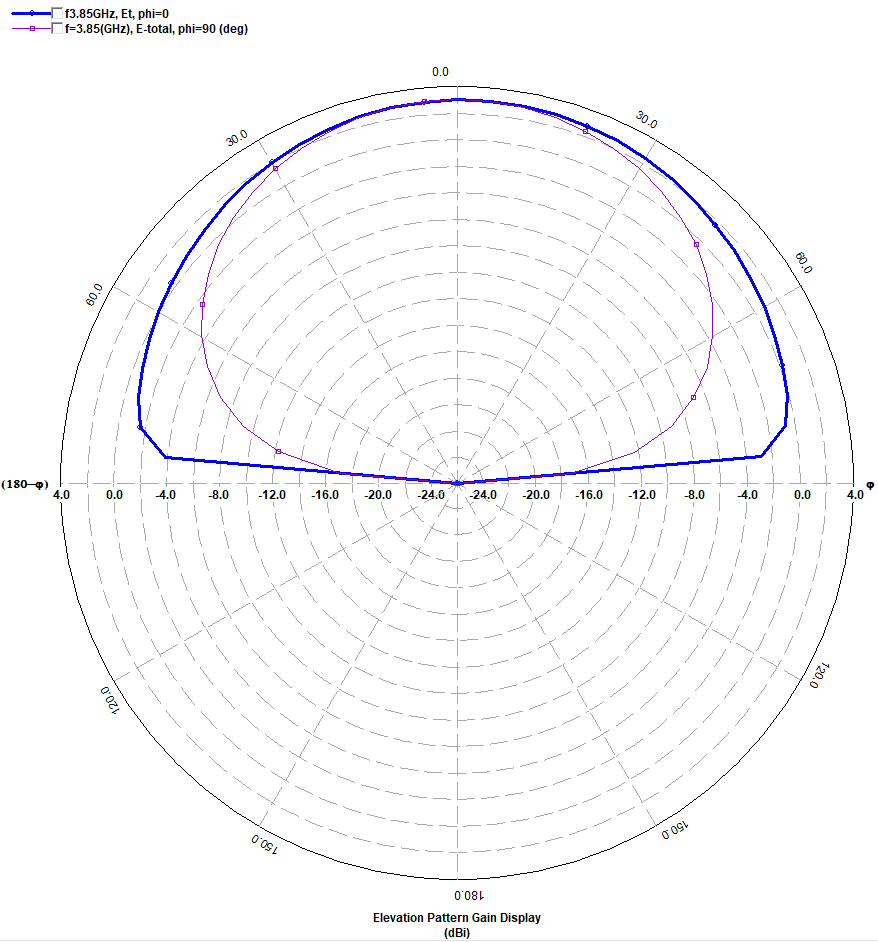 f3.85GHz, Et, phi=0
f=3.85(GHz), E-total, phi=90 (deg)
0.0
30.0
30.0
60.0
60.0
(180-φ)
φ
4.0 0.0 -4.0 -8.0 -12.0 -16.0 -20.0 -24.0 -24.0 -20.0 -16.0 -12.0 -8.0 -4.0 0.0 4.0
120.0
120.0
150.0
150.0
180.0
Elevation Pattern Gain Display
(dBi)